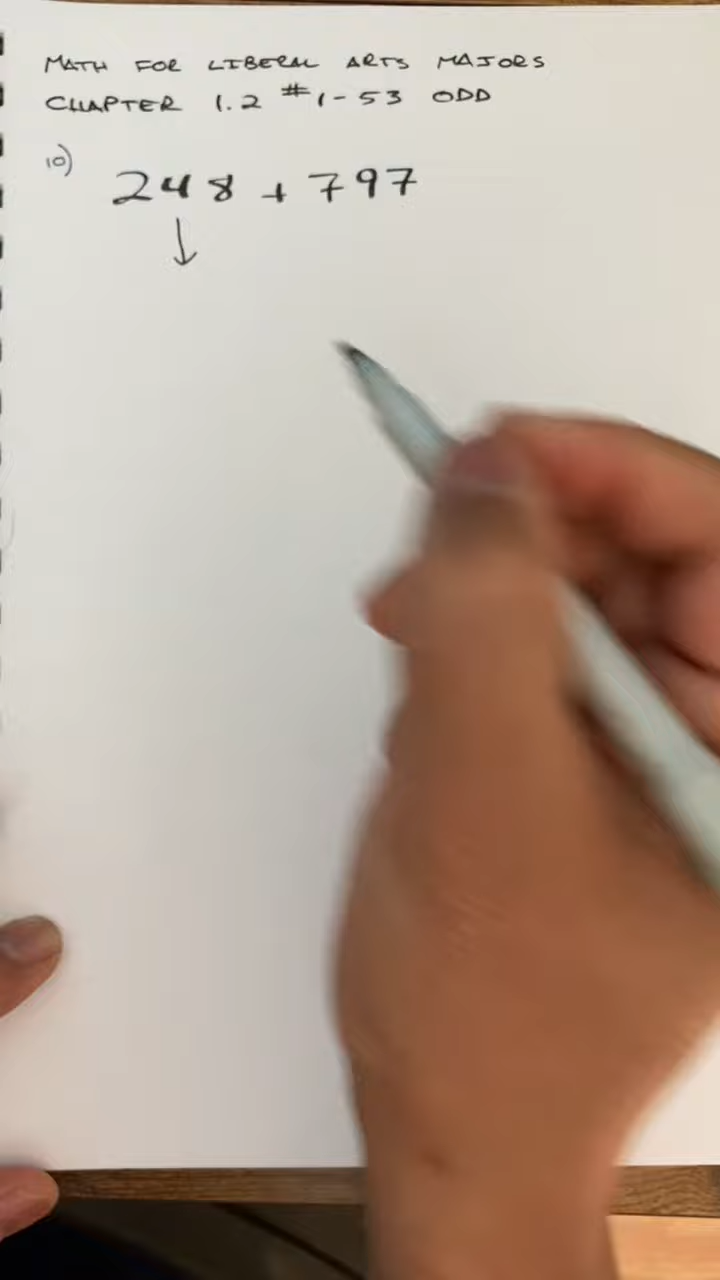 MATH FOR LIBERAL ARTS MAJORS
CHAPTER 1.2 #1-53 ODD
10) 248 + 797
↓